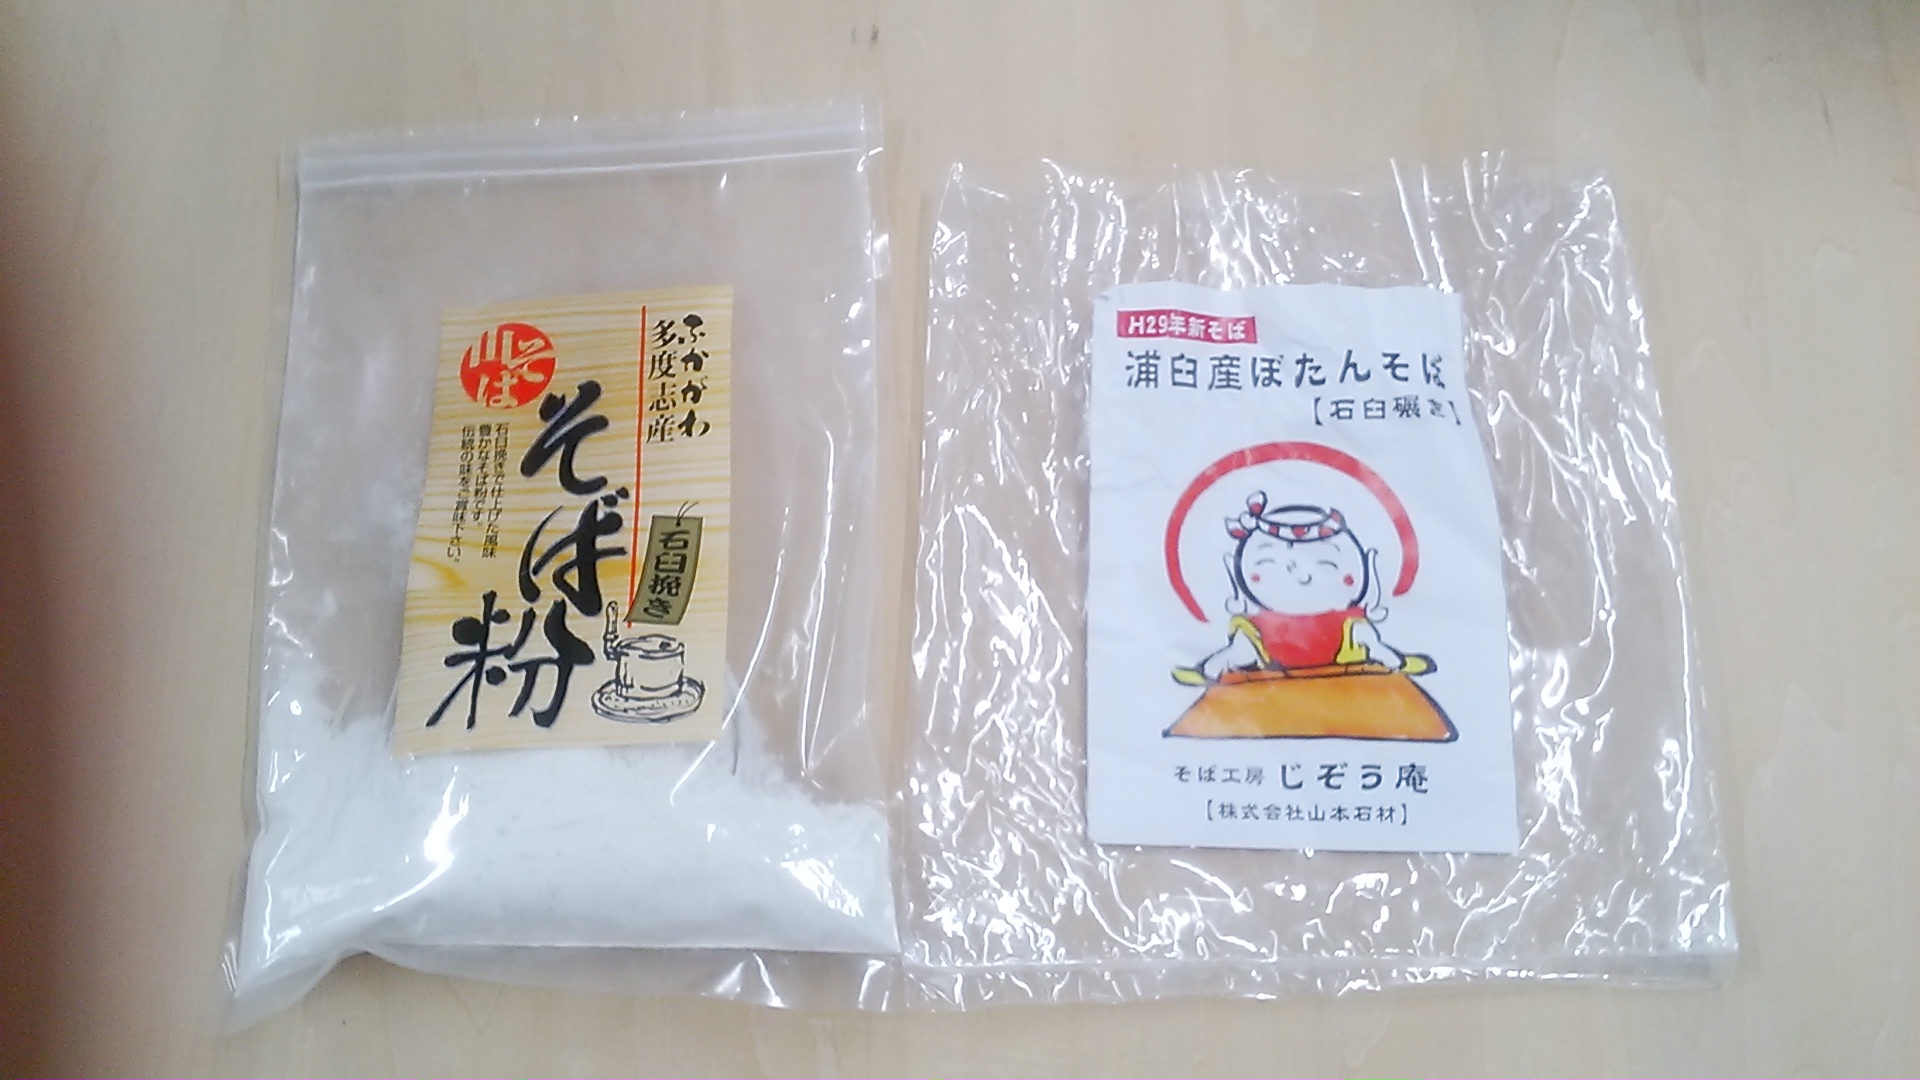 ふかがわ
多度志産
石臼挽き
そば粉
そば
石臼挽きで仕上げた風味
豊かなそば粉です。
伝統の味をご賞味下さい。
H29年新そば
浦臼産ぼたんそば
【石臼碾き】
そば工房 じぞう庵
【株式会社山本石材】